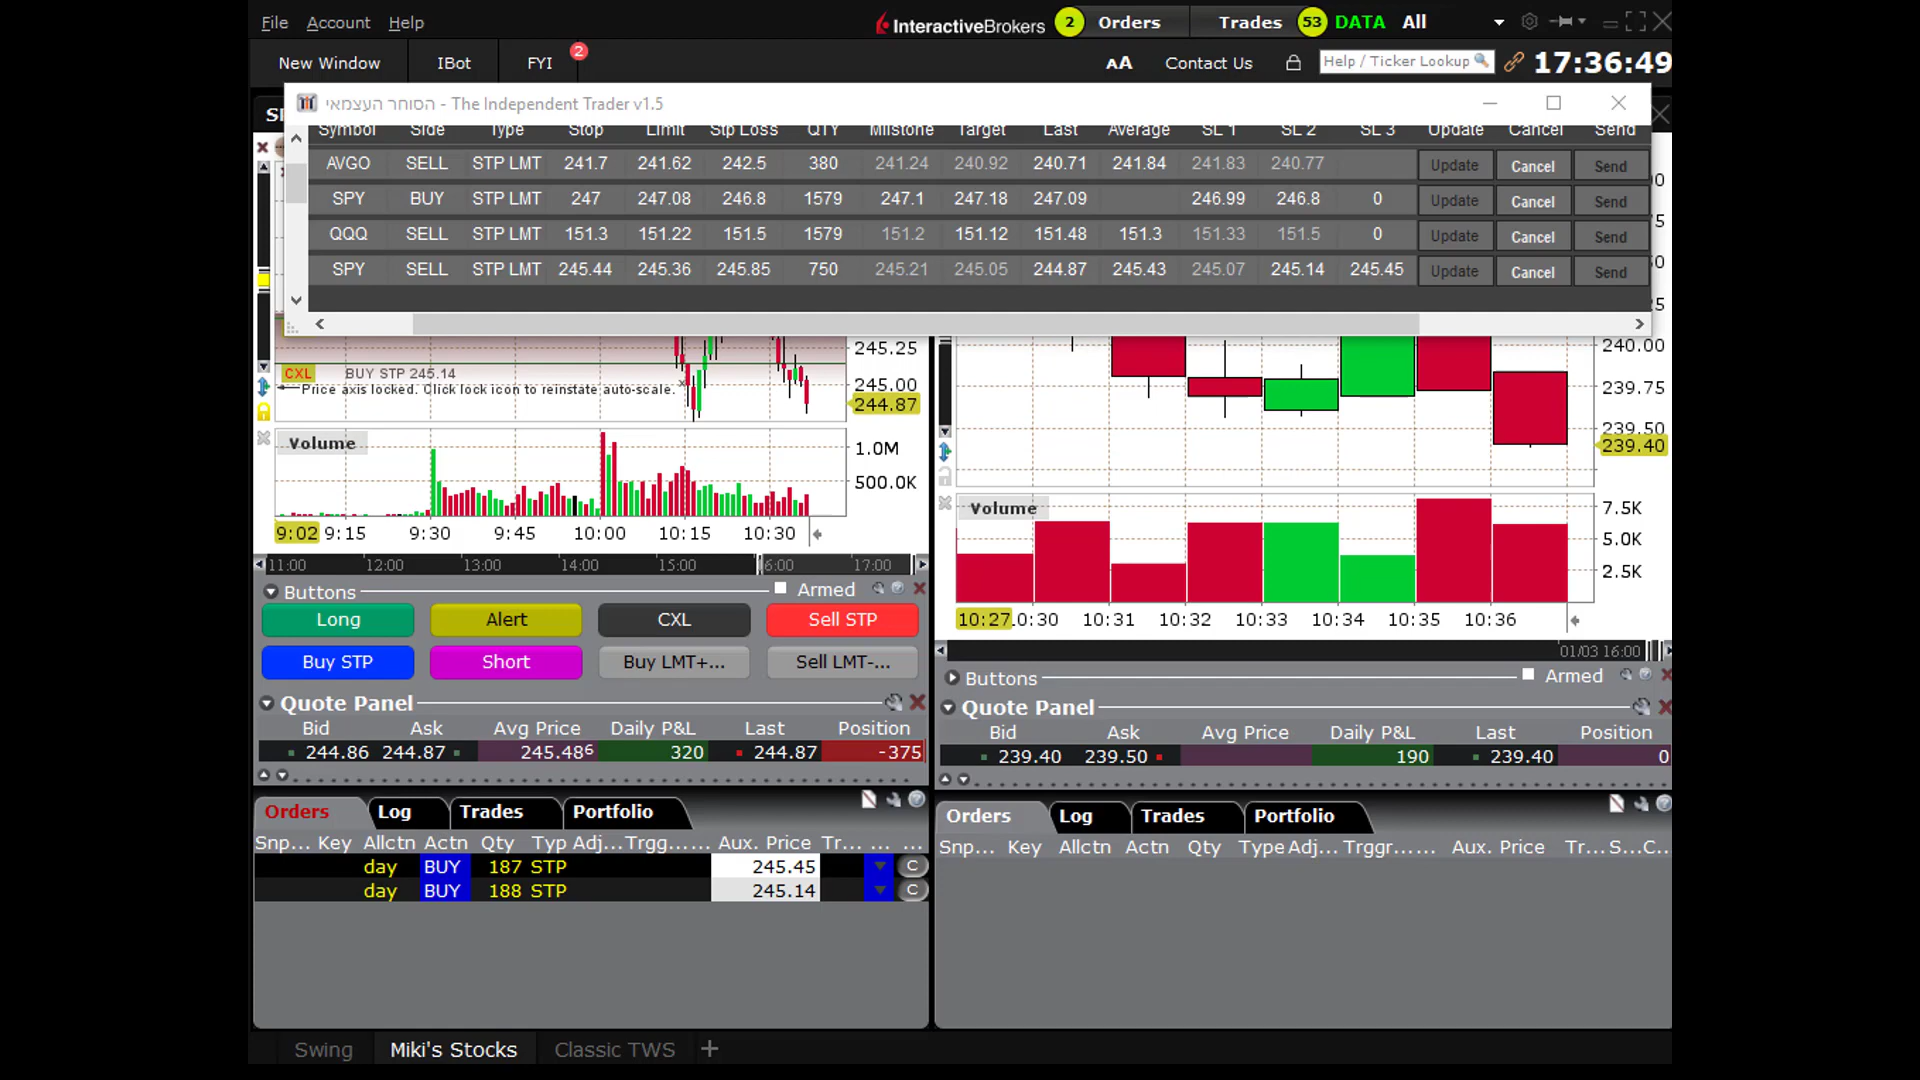 File Account Help InteractiveBrokers 2 Orders Trades 53 DATA All
New Window IBot FYI 2 AA Contact Us Help / Ticker Lookup 17:36:49
הסוחר העצמאי - The Independent Trader v1.5
Symbol Side Type Stop Limit Stp Loss QTY Milstone Target Last Average SL 1 SL 2 SL 3 Update Cancel Send
AVGO SELL STP LMT 241.7 241.62 242.5 380 241.24 240.92 240.71 241.84 241.83 240.77 Update Cancel Send
SPY BUY STP LMT 247 247.08 246.8 1579 247.1 247.18 247.09 246.99 246.8 0 Update Cancel Send
QQQ SELL STP LMT 151.3 151.22 151.5 1579 151.2 151.12 151.48 151.3 151.33 151.5 0 Update Cancel Send
SPY SELL STP LMT 245.44 245.36 245.85 750 245.21 245.05 244.87 245.43 245.07 245.14 245.45 Update Cancel Send
245.25
CXL BUY STP 245.14
245.00
Price axis locked. Click lock icon to reinstate auto-scale.
244.87
Volume
1.0M
500.0K
9:02 9:15 9:30 9:45 10:00 10:15 10:30
11:00 12:00 13:00 14:00 15:00 17:00
Buttons Armed
Long Alert CXL Sell STP
Buy STP Short Buy LMT+... Sell LMT-...
Quote Panel
Bid Ask Avg Price Daily P&L Last Position
244.86 244.87 245.486 320 244.87 -375
Orders Log Trades Portfolio
Snp... Key Allctn Actn Qty Typ Adj... Trgg... ... Aux. Price Tr... ... ...
day BUY 187 STP 245.45 C
day BUY 188 STP 245.14 C
240.00
239.75
239.50
239.40
Volume
7.5K
5.0K
2.5K
10:27 10:30 10:31 10:32 10:33 10:34 10:35 10:36
01/03 16:00
Buttons Armed
Quote Panel
Bid Ask Avg Price Daily P&L Last Position
239.40 239.50 190 239.40 0
Orders Log Trades Portfolio
Snp... Key Allctn Actn Qty Type Adj... Trggr... ... Aux. Price Tr... S... C..
Swing Miki's Stocks Classic TWS +